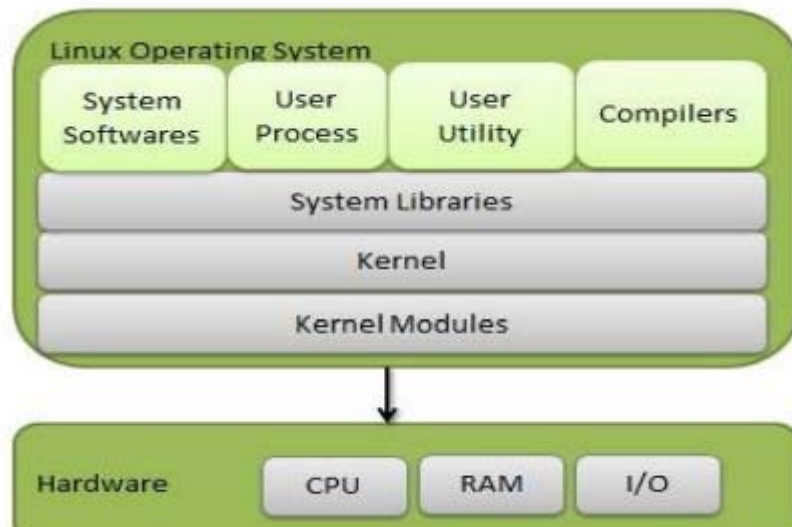 Linux Operating System
System
Softwares
User
Process
User
Utility
Compilers
System Libraries
Kernel
Kernel Modules
Hardware
CPU
RAM
I/O